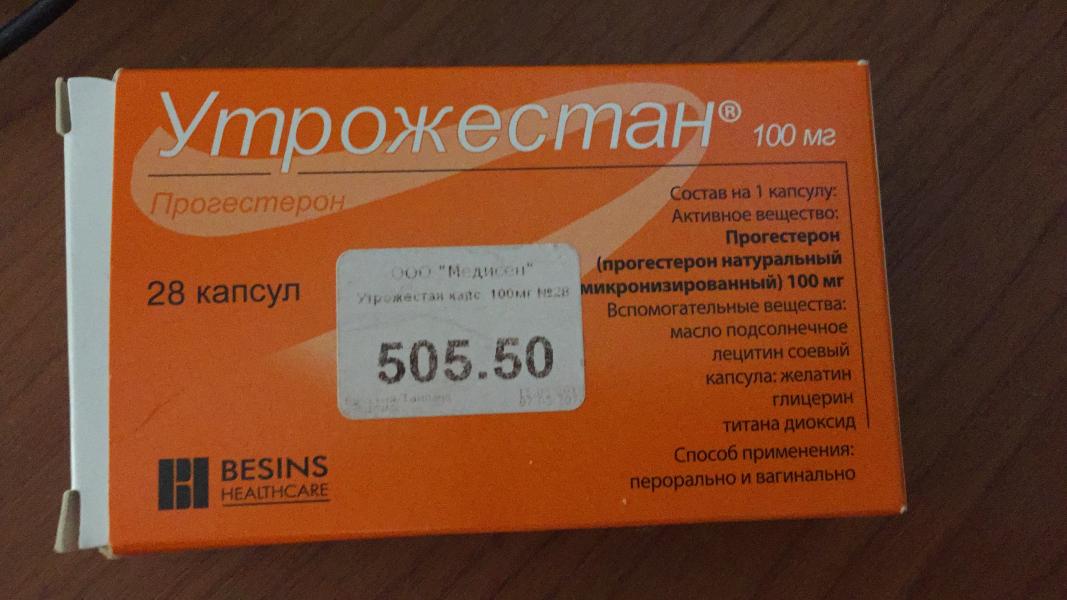 Утрожестан® 100 мг
Прогестерон
28 капсул
ООО "Медисен"
Утрожестан капс. 100мг №28
505.50
Состав на 1 капсулу:
Активное вещество:
Прогестерон
(прогестерон натуральный
микронизированный) 100 мг
Вспомогательные вещества:
масло подсолнечное
лецитин соевый
капсула: желатин
глицерин
титана диоксид
Способ применения:
перорально и вагинально
BESINS
HEALTHCARE